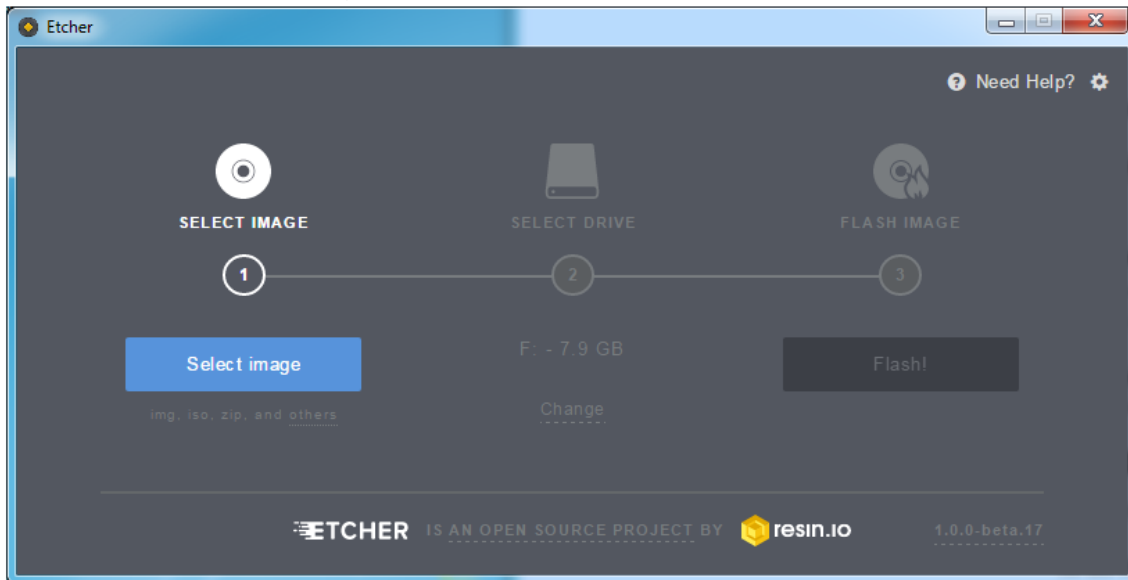 Etcher
Need Help?
SELECT IMAGE
SELECT DRIVE
FLASH IMAGE
1
2
3
Select image
F: - 7.9 GB
Flash!
img, iso, zip, and others
Change
ETCHER IS AN OPEN SOURCE PROJECT BY resin.io 1.0.0-beta.17